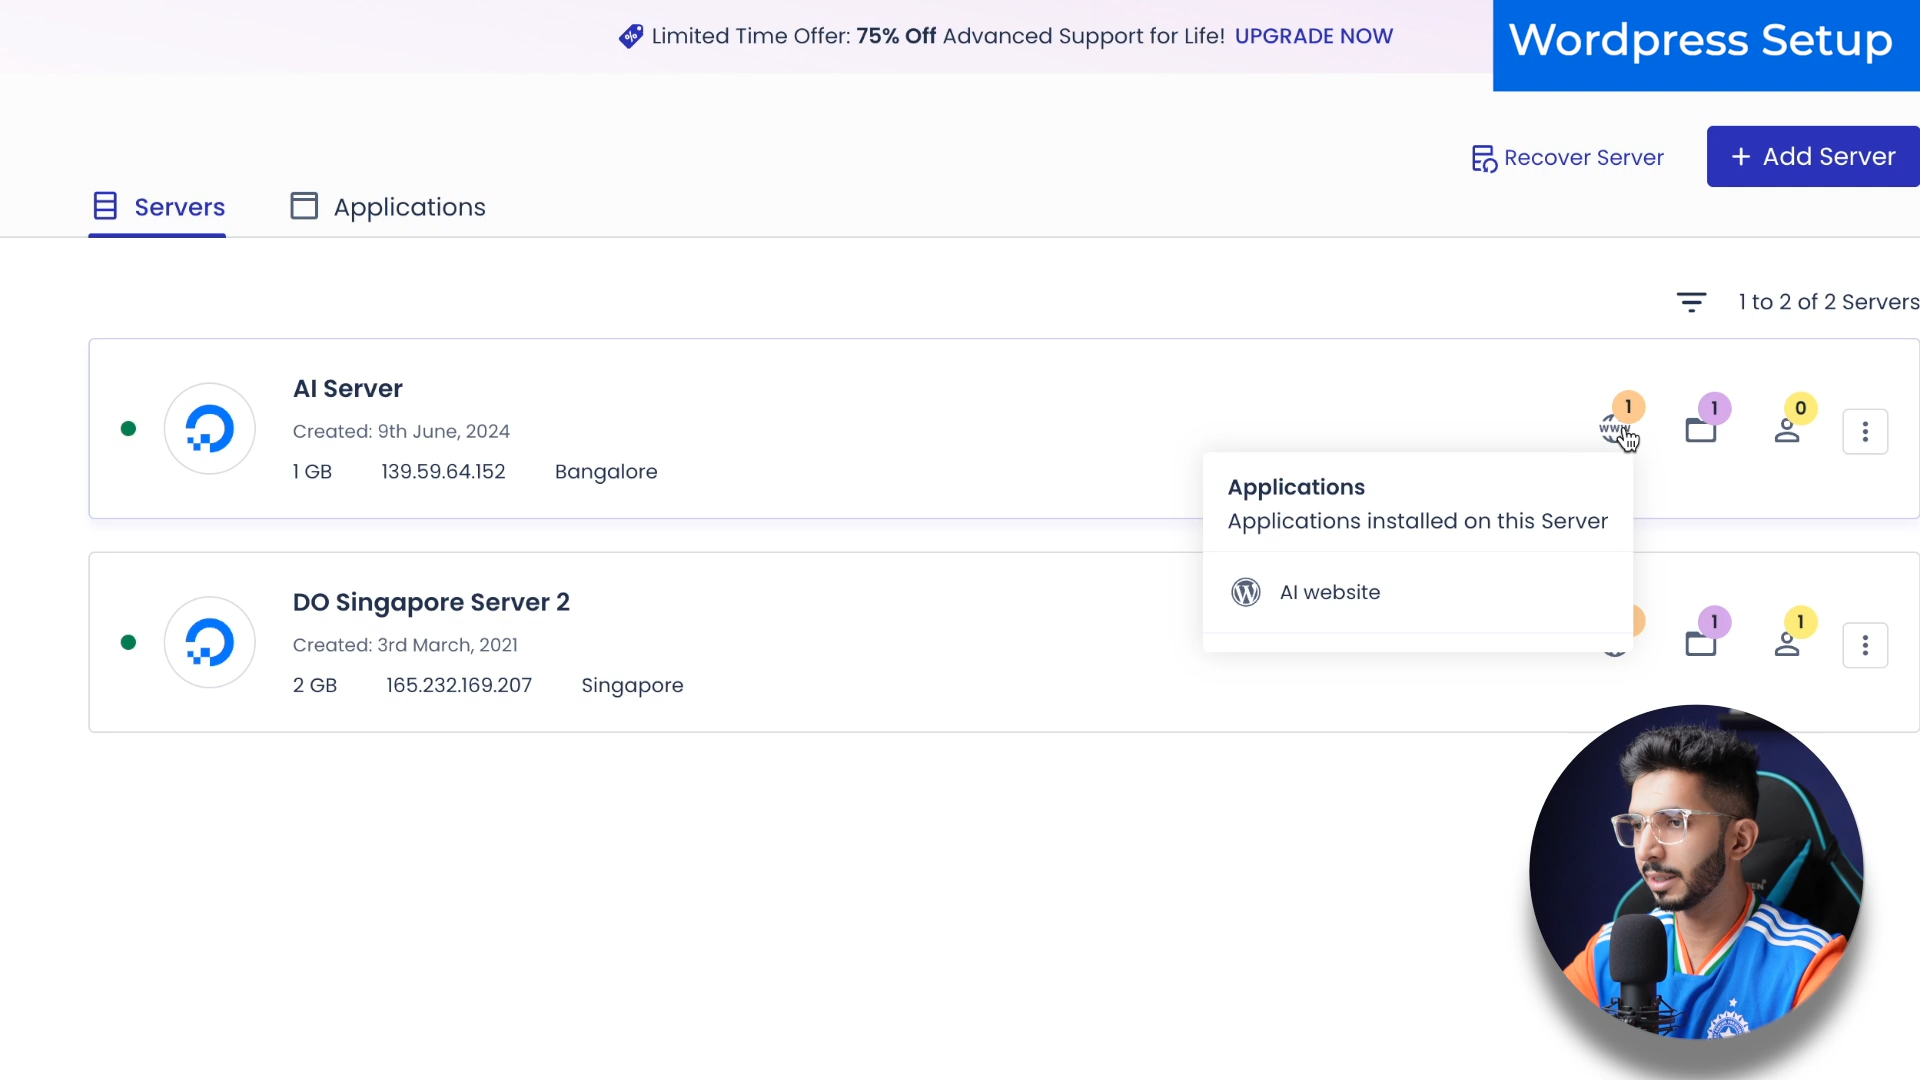 Limited Time Offer: 75% Off Advanced Support for Life! UPGRADE NOW
Wordpress Setup
Recover Server
+ Add Server
Servers
Applications
1 to 2 of 2 Servers
AI Server
Created: 9th June, 2024
1 GB 139.59.64.152 Bangalore
www
1
1
0
Applications
Applications installed on this Server
AI website
DO Singapore Server 2
Created: 3rd March, 2021
2 GB 165.232.169.207 Singapore
1
1